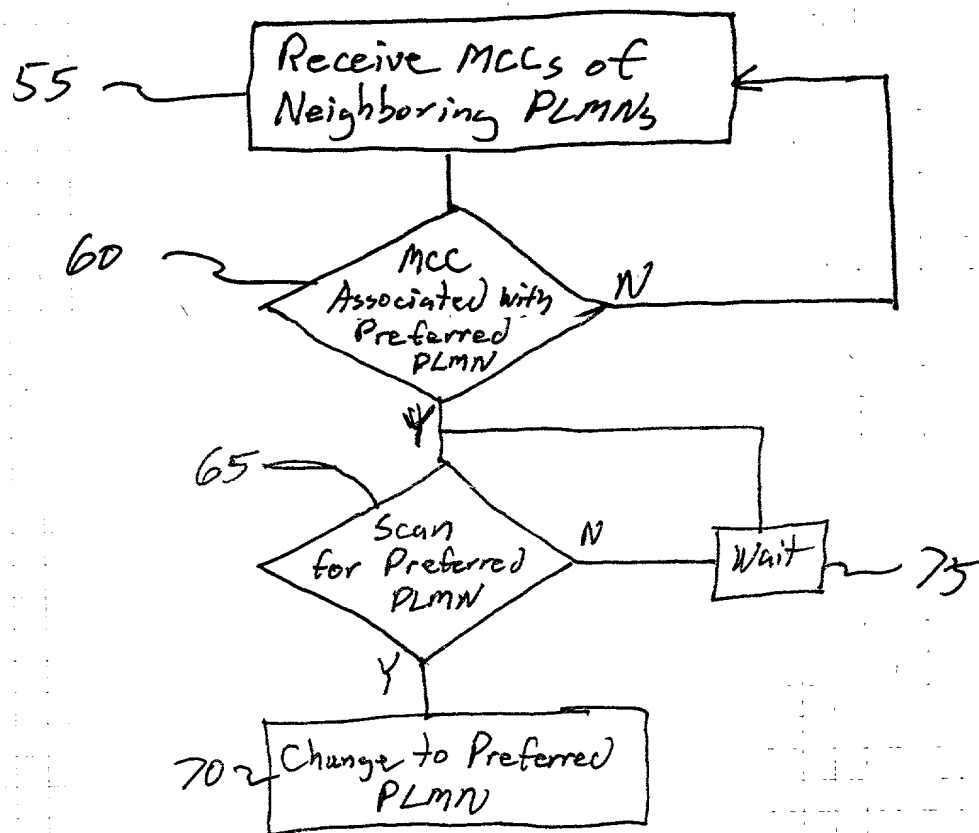 55
Receive MCCs of
Neighboring PLMNs
60
MCC
Associated with
Preferred
PLMN
N
Y
65
Scan
for Preferred
PLMN
N
Wait
75
Y
70
Change to Preferred
PLMN